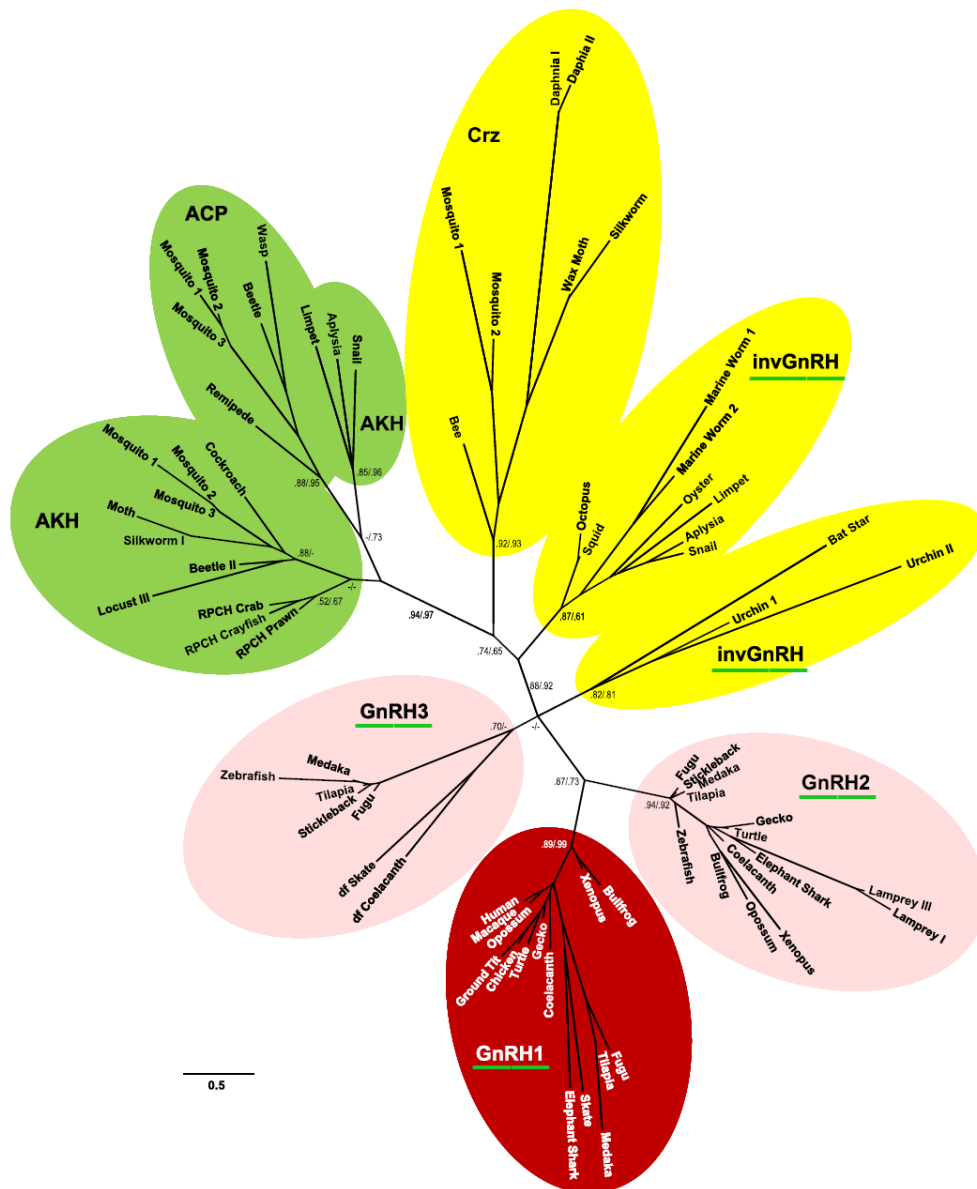 Daphnia I
Daphia II
Crz
Mosquito 1
Mosquito 2
Bee
Wax Moth
Silkworm
.92/.93
ACP
Mosquito 1
Mosquito 2
Mosquito 3
Beetle
Wasp
Remipede
.88/.95
Limpet
Aplysia
Snail
AKH
.85/.96
-/.73
AKH
Mosquito 1
Mosquito 2
Mosquito 3
Cockroach
Moth
Silkworm I
Beetle II
Locust III
RPCH Crab
RPCH Crayfish
RPCH Prawn
.88/-
-/-
.52/.67
.94/.97
.74/.65
invGnRH
Marine Worm 1
Marine Worm 2
Octopus
Squid
Oyster
Limpet
Aplysia
Snail
.87/.61
Bat Star
Urchin II
Urchin 1
invGnRH
.82/.81
.88/.92
-/-
GnRH3
.70/-
Zebrafish
Medaka
Tilapia
Stickleback
Fugu
df Skate
df Coelacanth
.87/.73
GnRH2
.94/.92
Fugu
Stickleback
Medaka
Tilapia
Zebrafish
Gecko
Turtle
Elephant Shark
Coelacanth
Bullfrog
Opossum
Xenopus
Lamprey III
Lamprey I
.89/.99
Bullfrog
Xenopus
Human
Macaque
Opossum
Ground Tit
Chicken
Turtle
Gecko
Coelacanth
GnRH1
Fugu
Tilapia
Medaka
Skate
Elephant Shark
0.5